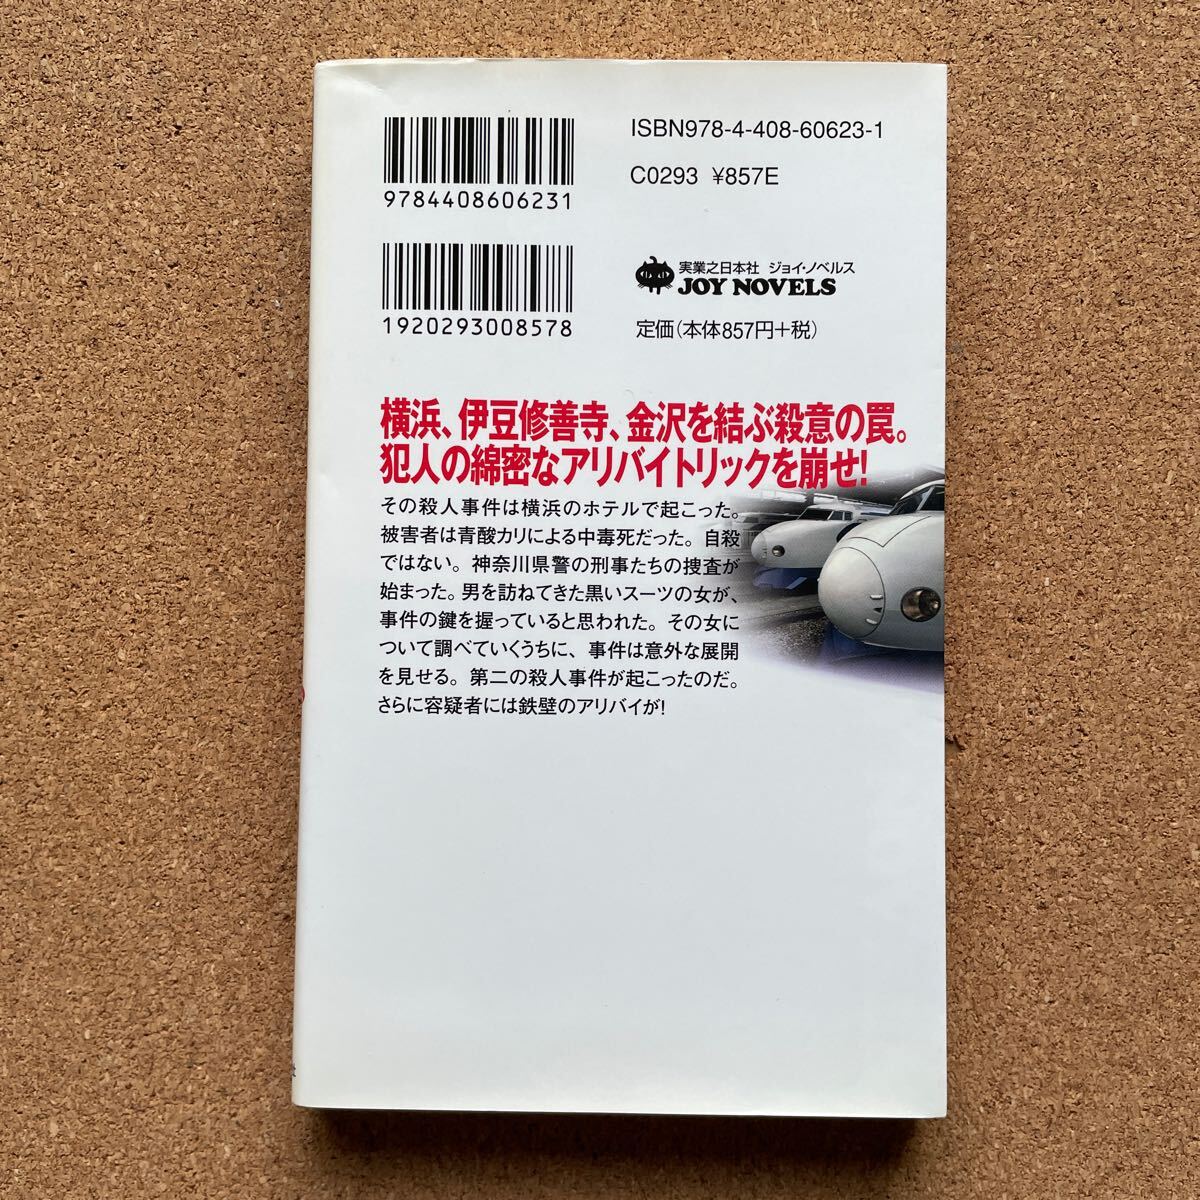 ISBN978-4-408-60623-1
C0293 ¥857E
9784408606231
1920293008578
実業之日本社 ジョイ・ノベルス
JOY NOVELS
定価(本体857円+税)
横浜、伊豆修善寺、金沢を結ぶ殺意の罠。
犯人の綿密なアリバイトリックを崩せ!
その殺人事件は横浜のホテルで起こった。
被害者は青酸カリによる中毒死だった。自殺
ではない。神奈川県警の刑事たちの捜査が
始まった。男を訪ねてきた黒いスーツの女が、
事件の鍵を握っていると思われた。その女に
ついて調べていくうちに、事件は意外な展開
を見せる。第二の殺人事件が起こったのだ。
さらに容疑者には鉄壁のアリバイが!